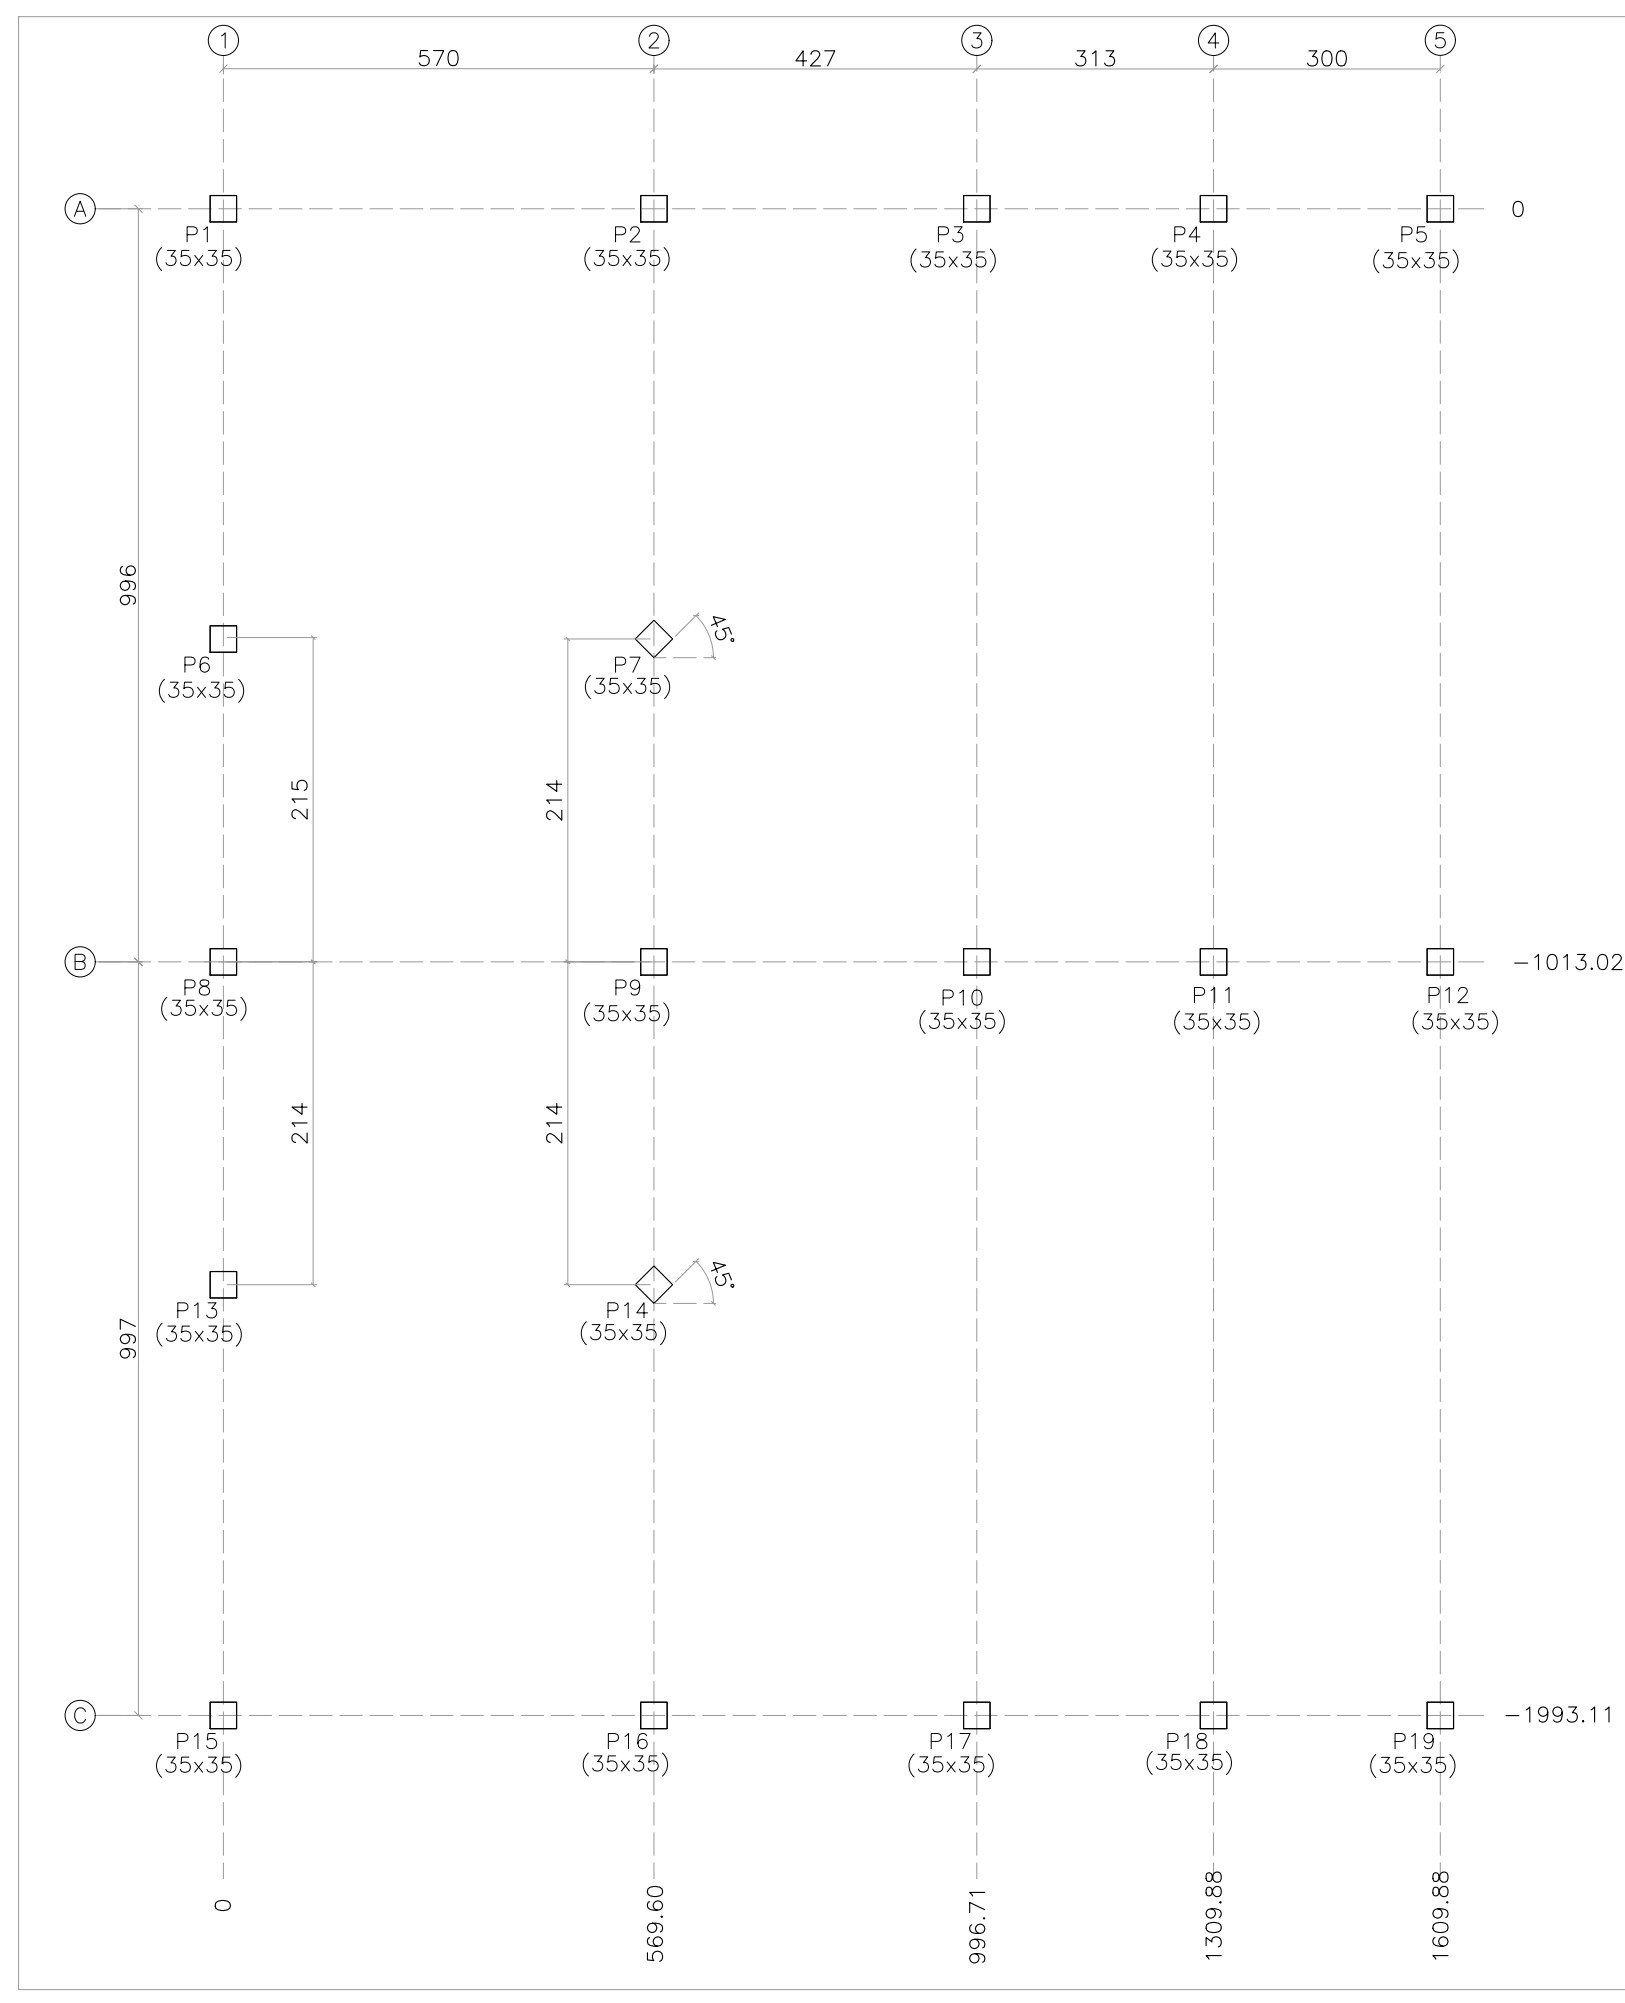 1 2 3 4 5
570 427 313 300
A 0
P1 P2 P3 P4 P5
(35x35) (35x35) (35x35) (35x35) (35x35)
996
45°
P6 P7
(35x35) (35x35)
215 214
B -1013.02
P8 P9 P10 P11 P12
(35x35) (35x35) (35x35) (35x35) (35x35)
214 214
45°
P13 P14
(35x35) (35x35)
997
C -1993.11
P15 P16 P17 P18 P19
(35x35) (35x35) (35x35) (35x35) (35x35)
0 569.60 996.71 1309.88 1609.88